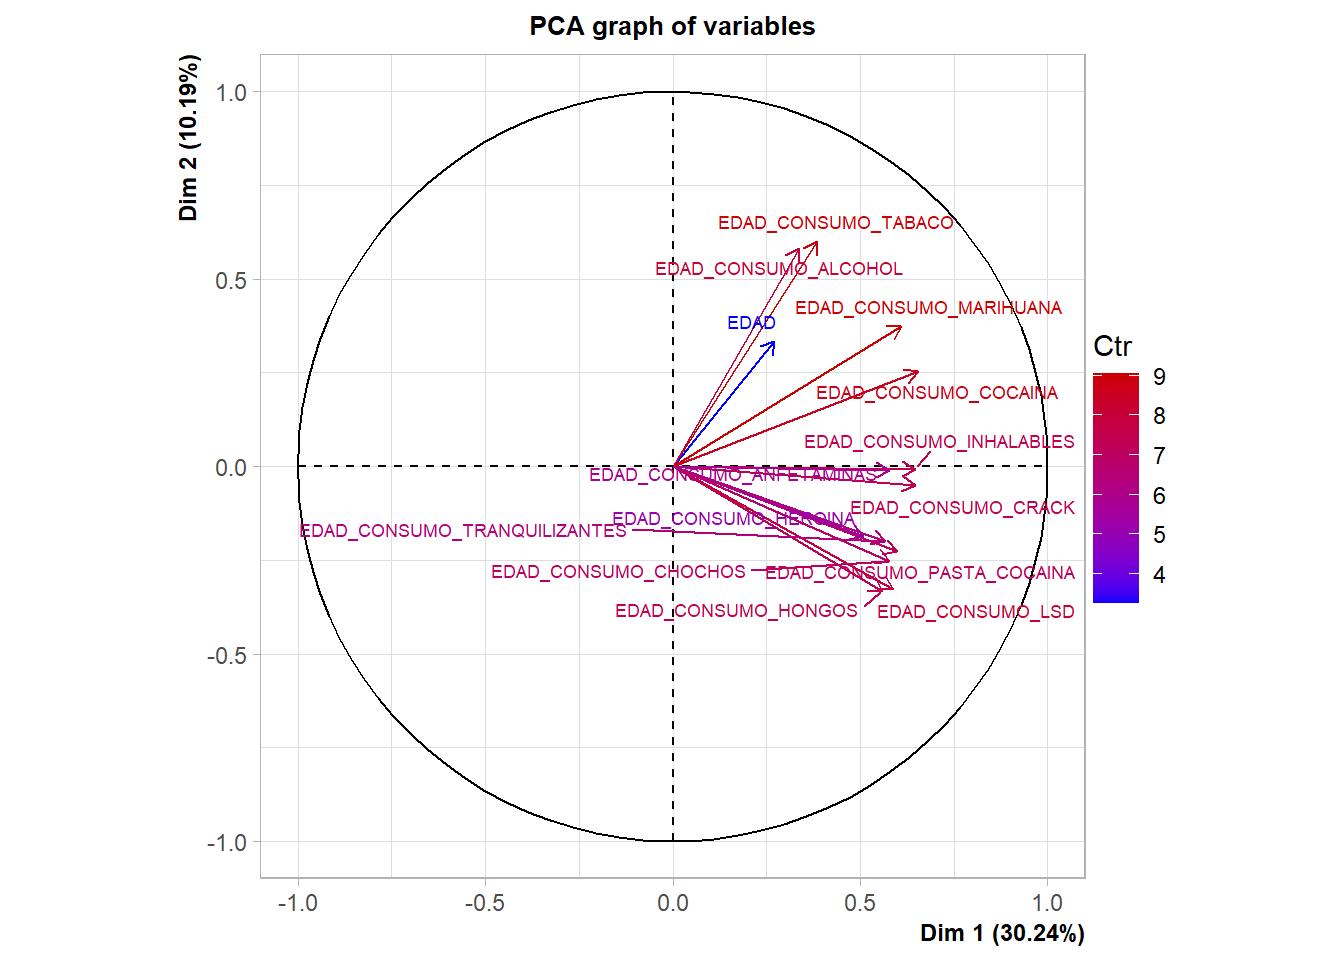 PCA graph of variables
Dim 2 (10.19%)
1.0
0.5
0.0
-0.5
-1.0
EDAD_CONSUMO_TABACO
EDAD_CONSUMO_ALCOHOL
EDAD_CONSUMO_MARIHUANA
EDAD
EDAD_CONSUMO_COCAINA
EDAD_CONSUMO_INHALABLES
EDAD_CONSUMO_ANFETAMINAS
EDAD_CONSUMO_CRACK
EDAD_CONSUMO_HEROINA
EDAD_CONSUMO_TRANQUILIZANTES
EDAD_CONSUMO_CHOCHOS
EDAD_CONSUMO_PASTA_COCAINA
EDAD_CONSUMO_HONGOS
EDAD_CONSUMO_LSD
Ctr
9
8
7
6
5
4
-1.0 -0.5 0.0 0.5 1.0
Dim 1 (30.24%)